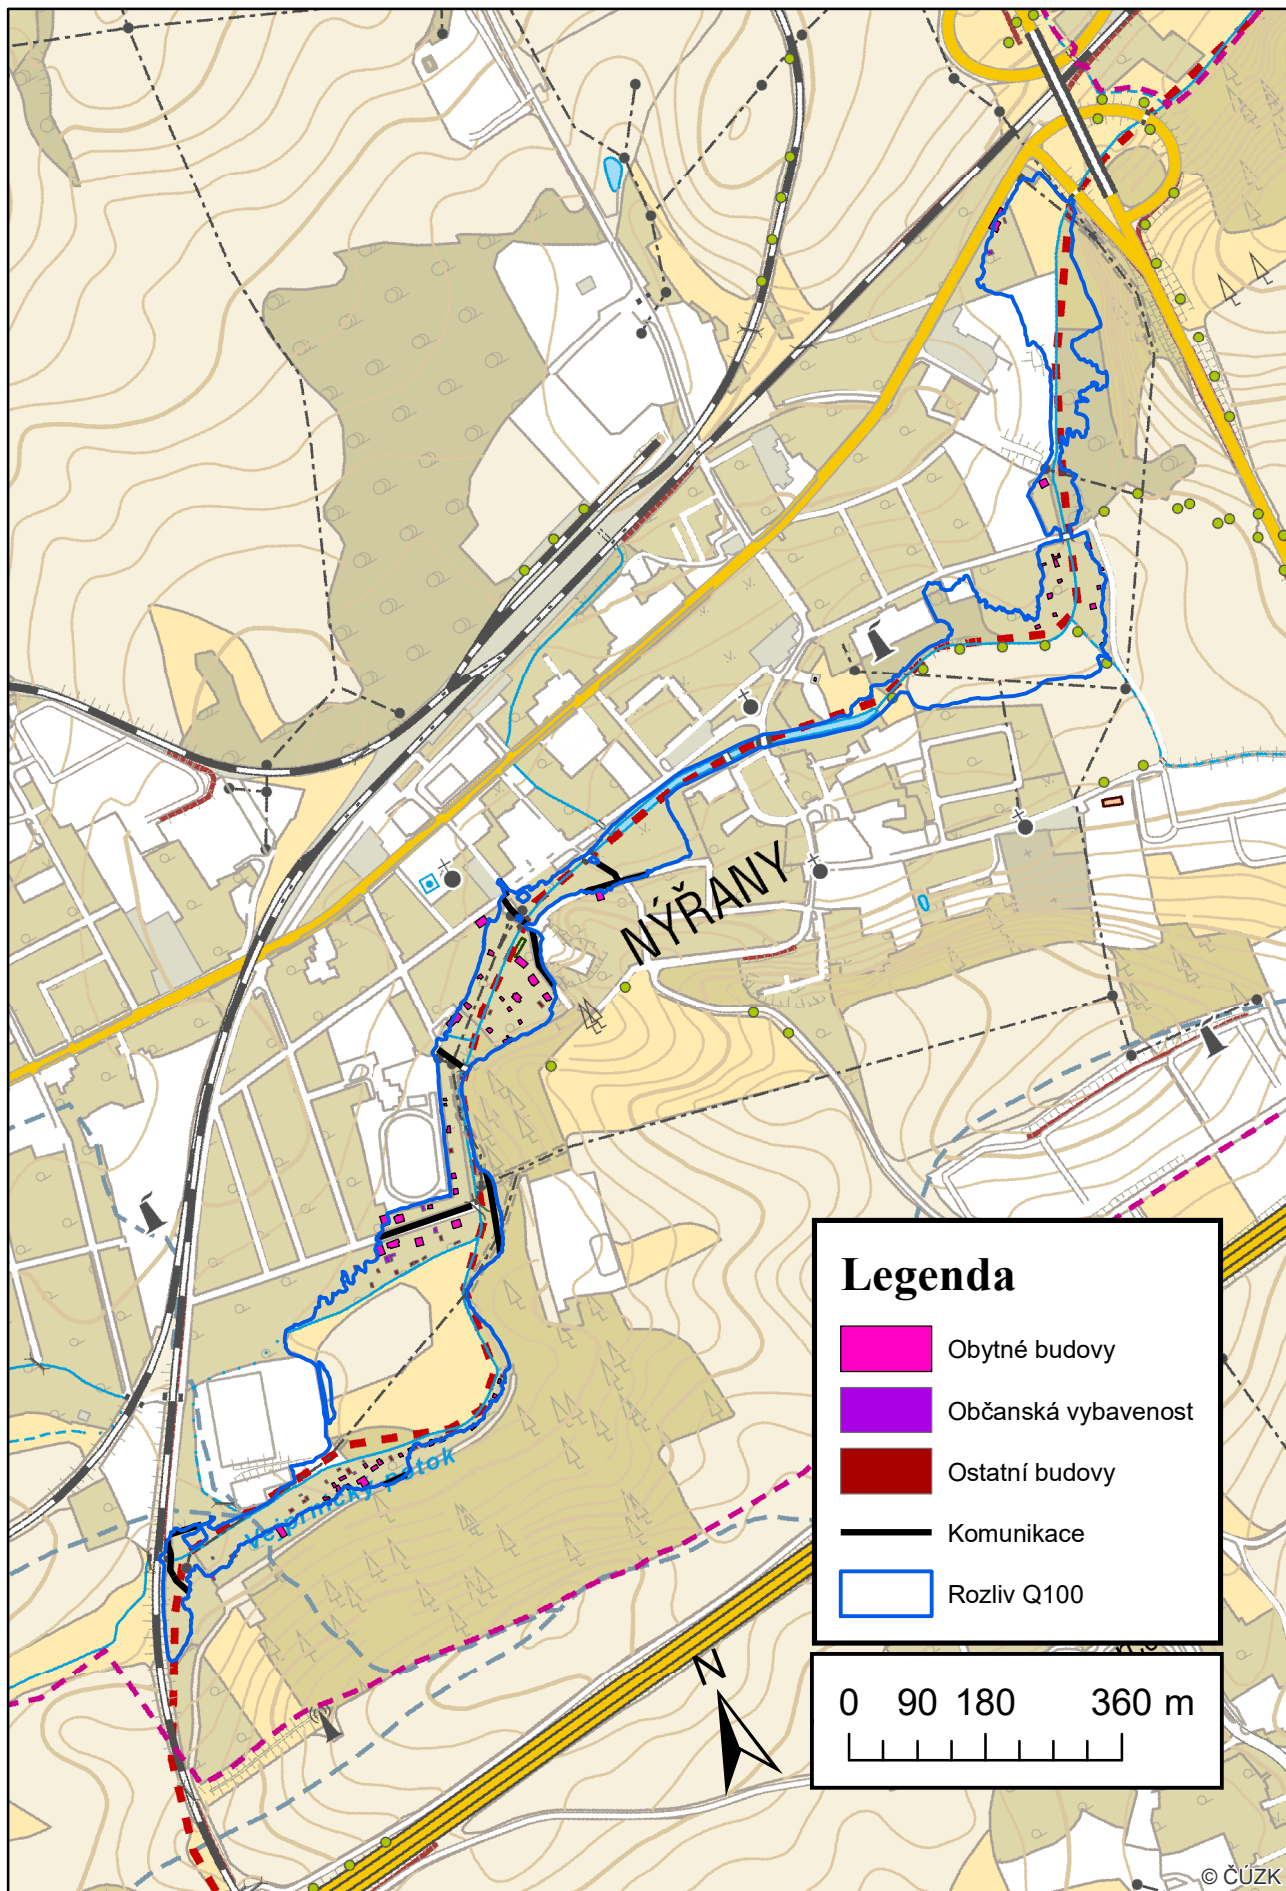 NÝŘANY
Vejprnický potok
Legenda
Obytné budovy
Občanská vybavenost
Ostatní budovy
Komunikace
Rozliv Q100
N
0 90 180 360 m
© ČÚZK